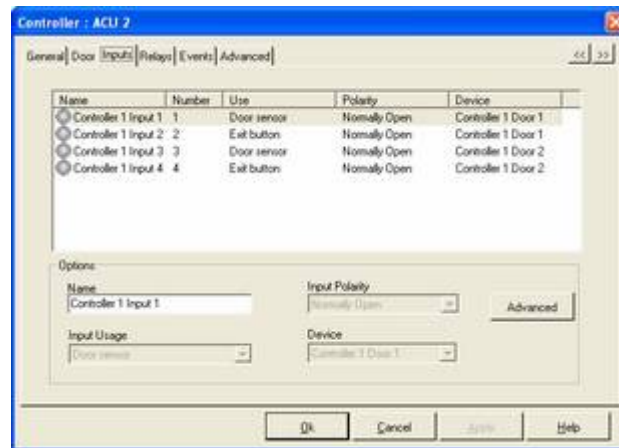 Controller : ACU 2
General Door Inputs Relays Events Advanced << >>
Name Number Use Polarity Device
Controller 1 Input 1 1 Door sensor Normally Open Controller 1 Door 1
Controller 1 Input 2 2 Exit button Normally Open Controller 1 Door 1
Controller 1 Input 3 3 Door sensor Normally Open Controller 1 Door 2
Controller 1 Input 4 4 Exit button Normally Open Controller 1 Door 2
Options
Name Input Polarity
Controller 1 Input 1 Normally Open Advanced
Input Usage Device
Door sensor Controller 1 Door 1
Ok Cancel Apply Help